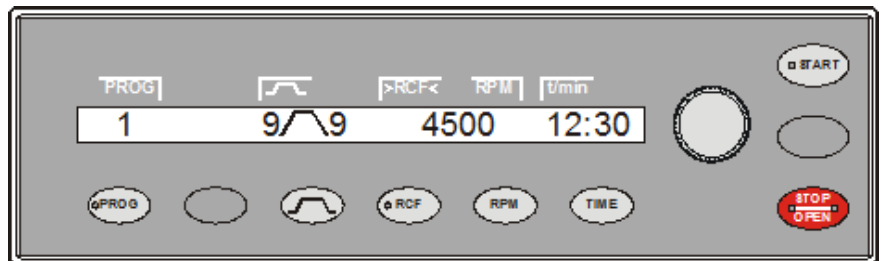 START
PROG >RCF< RPM t/min
1 9 9 4500 12:30
PROG RCF RPM TIME
STOP
OPEN